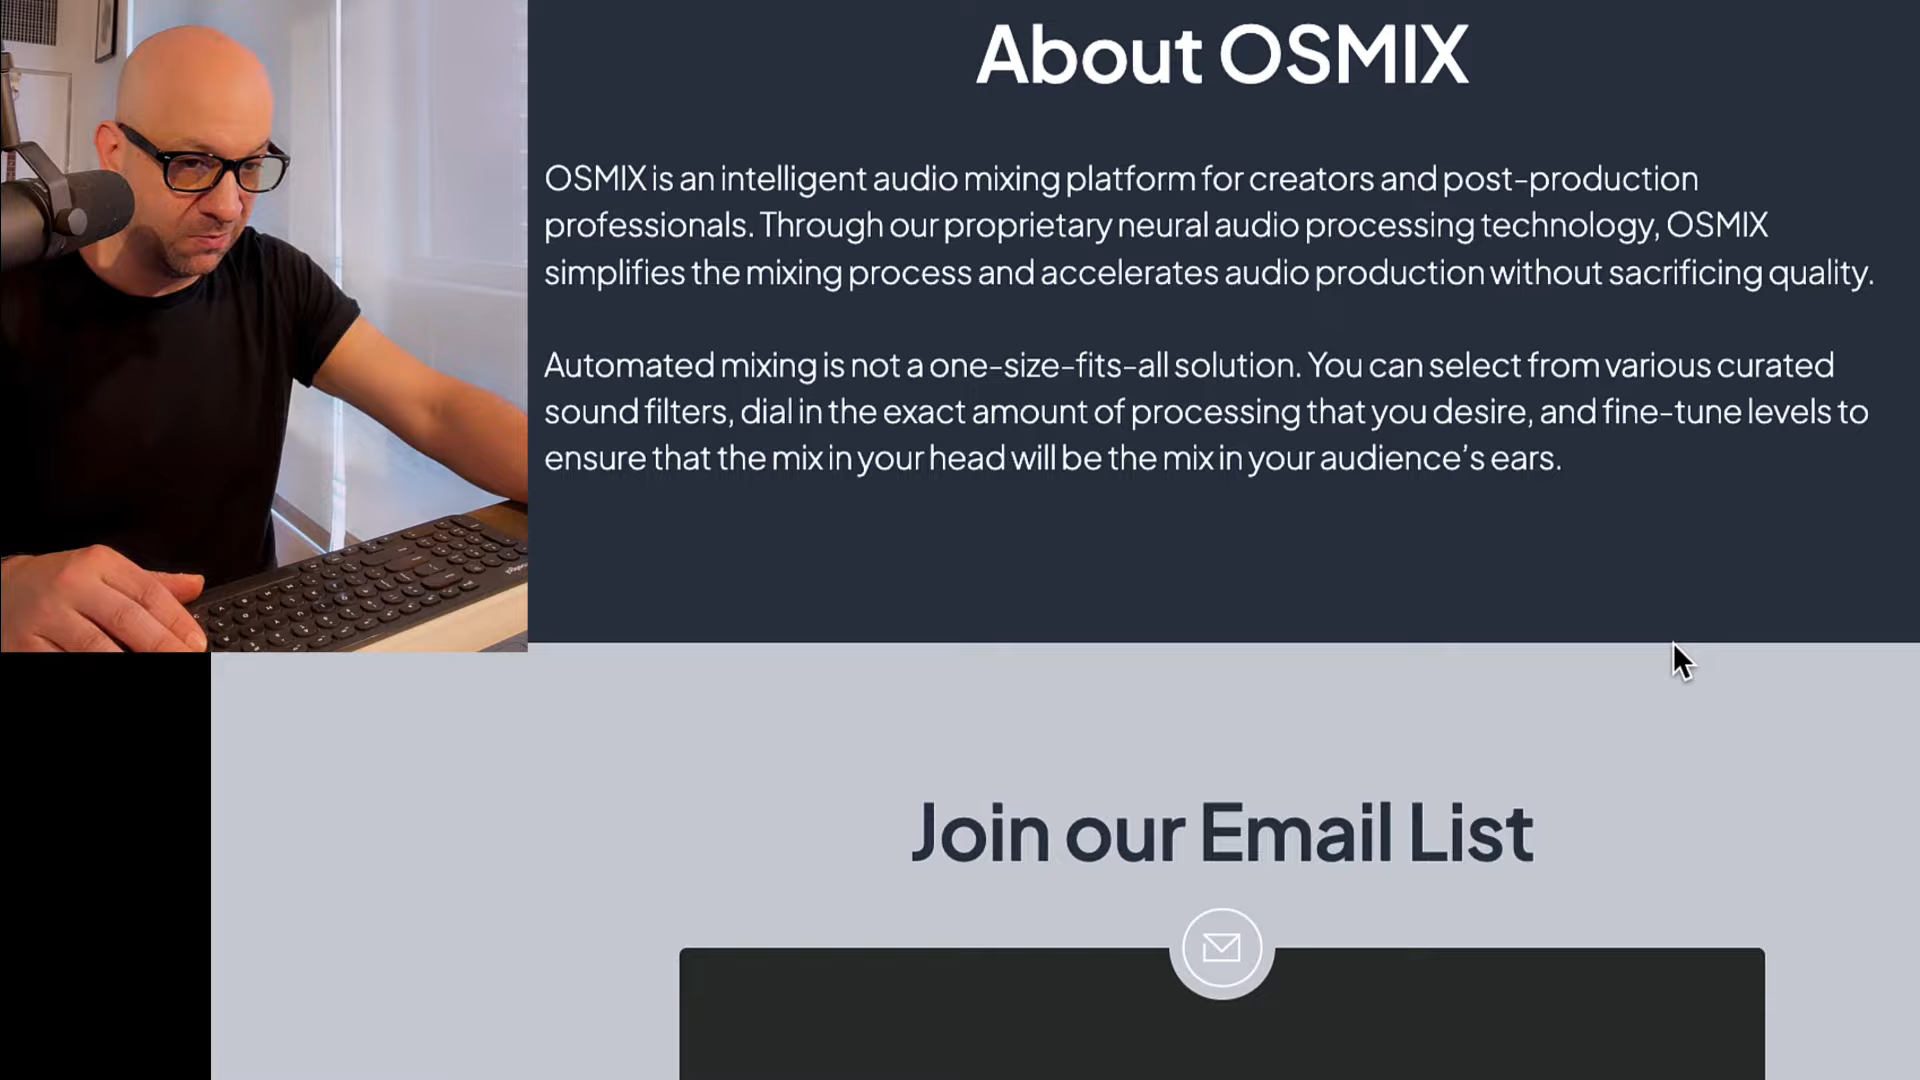 About OSMIX
OSMIX is an intelligent audio mixing platform for creators and post-production
professionals. Through our proprietary neural audio processing technology, OSMIX
simplifies the mixing process and accelerates audio production without sacrificing quality.
Automated mixing is not a one-size-fits-all solution. You can select from various curated
sound filters, dial in the exact amount of processing that you desire, and fine-tune levels to
ensure that the mix in your head will be the mix in your audience’s ears.
Join our Email List